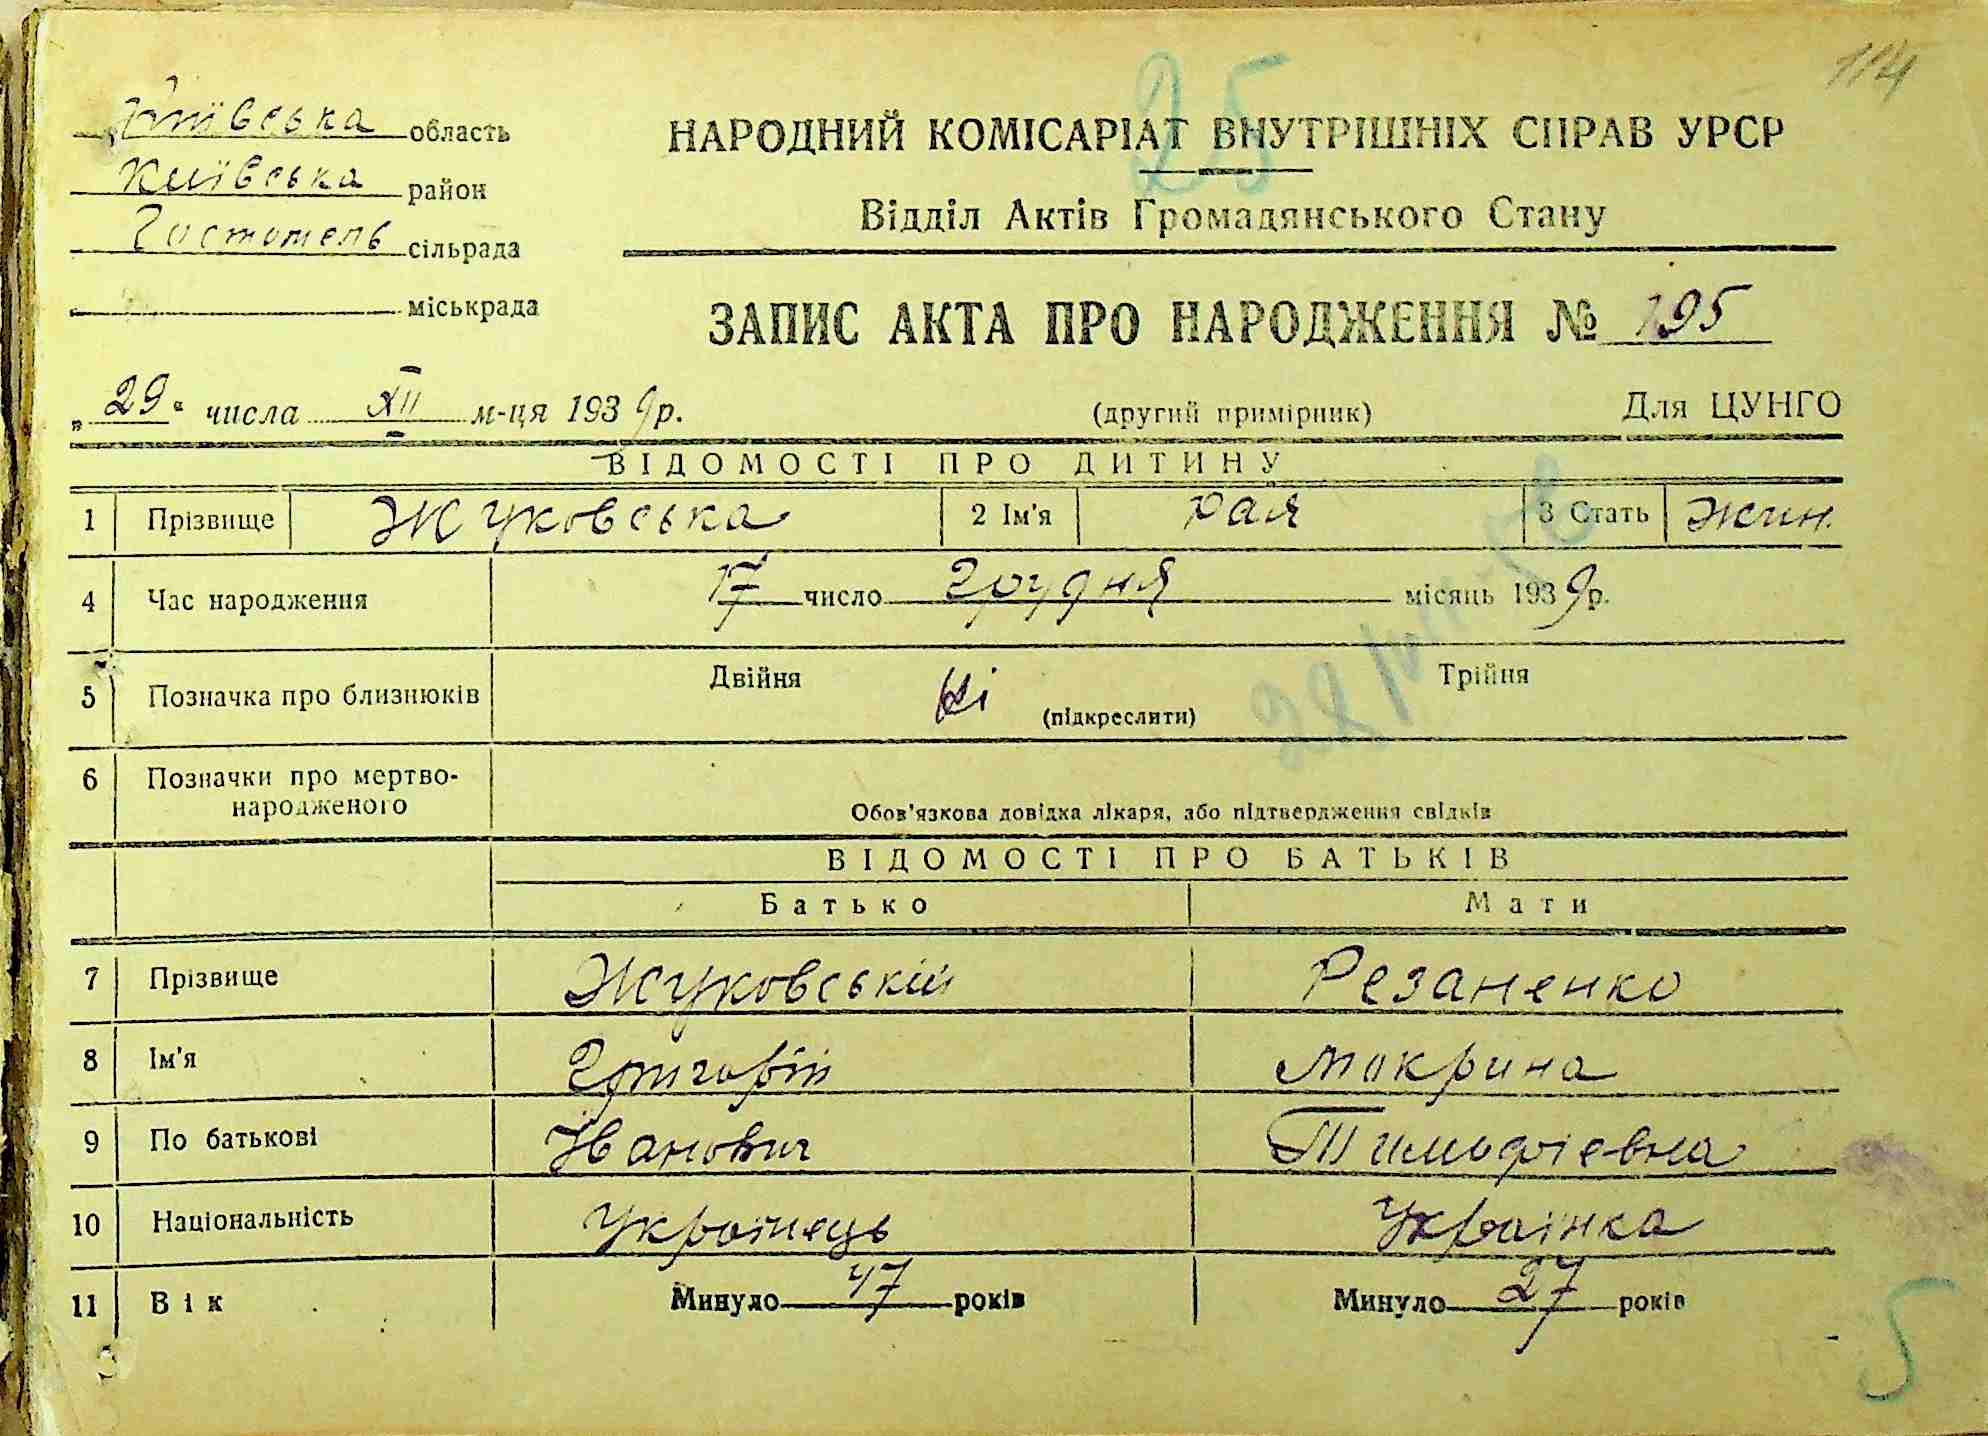 Київська область
Київська район
Гостомель сільрада
міськрада
114
25
НАРОДНИЙ КОМІСАРІАТ ВНУТРІШНІХ СПРАВ УРСР
Відділ Актів Громадянського Стану
ЗАПИС АКТА ПРО НАРОДЖЕННЯ № 195
„29" числа XII м-ця 1939р.
(другий примірник)
Для ЦУНГО
ВІДОМОСТІ ПРО ДИТИНУ
1 Прізвище Жуковська 2 Ім'я Рая 3 Стать жін.
4 Час народження 17 число грудня місяць 1939р.
5 Позначка про близнюків Двійня Ні (підкреслити) Трійня
6 Позначки про мертво-
народженого
Обов'язкова довідка лікаря, або підтвердження свідків
ВІДОМОСТІ ПРО БАТЬКІВ
Батько Мати
7 Прізвище Жуковській Резаненко
8 Ім'я Григорій Мокрина
9 По батькові Іванович Тимофієвна
10 Національність Українець Українка
11 Вік Минуло 47 років Минуло 27 років
5